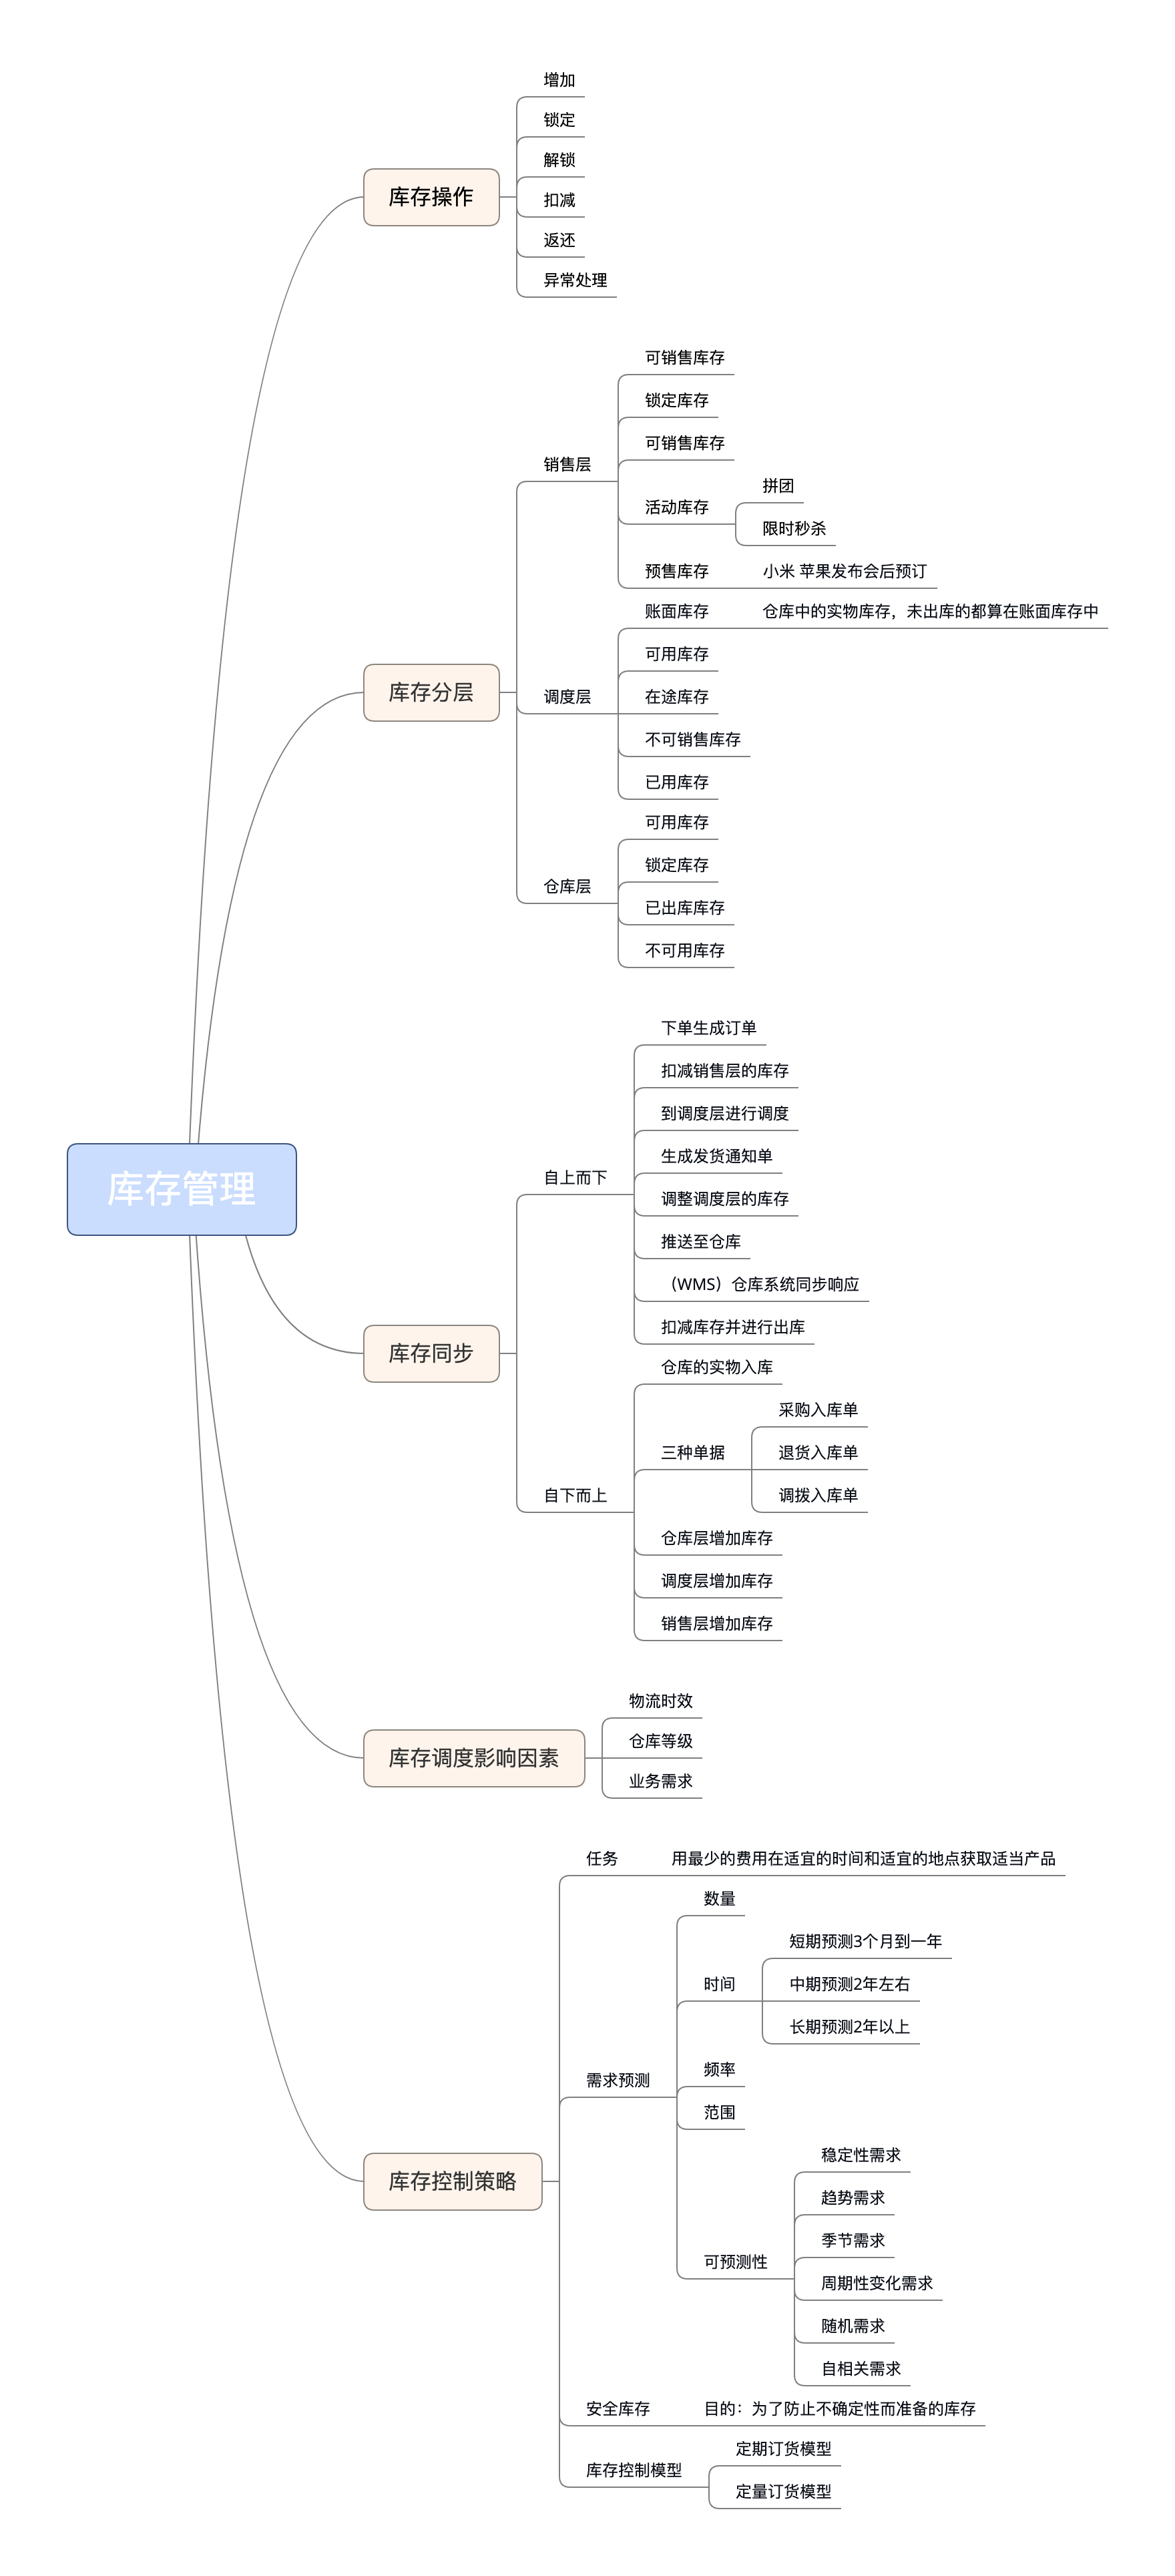 库存管理
库存操作
增加
锁定
解锁
扣减
返还
异常处理
库存分层
销售层
可销售库存
锁定库存
可销售库存
活动库存
拼团
限时秒杀
预售库存
小米 苹果发布会后预订
调度层
账面库存
仓库中的实物库存，未出库的都算在账面库存中
可用库存
在途库存
不可销售库存
已用库存
仓库层
可用库存
锁定库存
已出库库存
不可用库存
库存同步
自上而下
下单生成订单
扣减销售层的库存
到调度层进行调度
生成发货通知单
调整调度层的库存
推送至仓库
（WMS）仓库系统同步响应
扣减库存并进行出库
自下而上
仓库的实物入库
三种单据
采购入库单
退货入库单
调拨入库单
仓库层增加库存
调度层增加库存
销售层增加库存
库存调度影响因素
物流时效
仓库等级
业务需求
库存控制策略
任务
用最少的费用在适宜的时间和适宜的地点获取适当产品
需求预测
数量
时间
短期预测3个月到一年
中期预测2年左右
长期预测2年以上
频率
范围
可预测性
稳定性需求
趋势需求
季节需求
周期性变化需求
随机需求
自相关需求
安全库存
目的：为了防止不确定性而准备的库存
库存控制模型
定期订货模型
定量订货模型